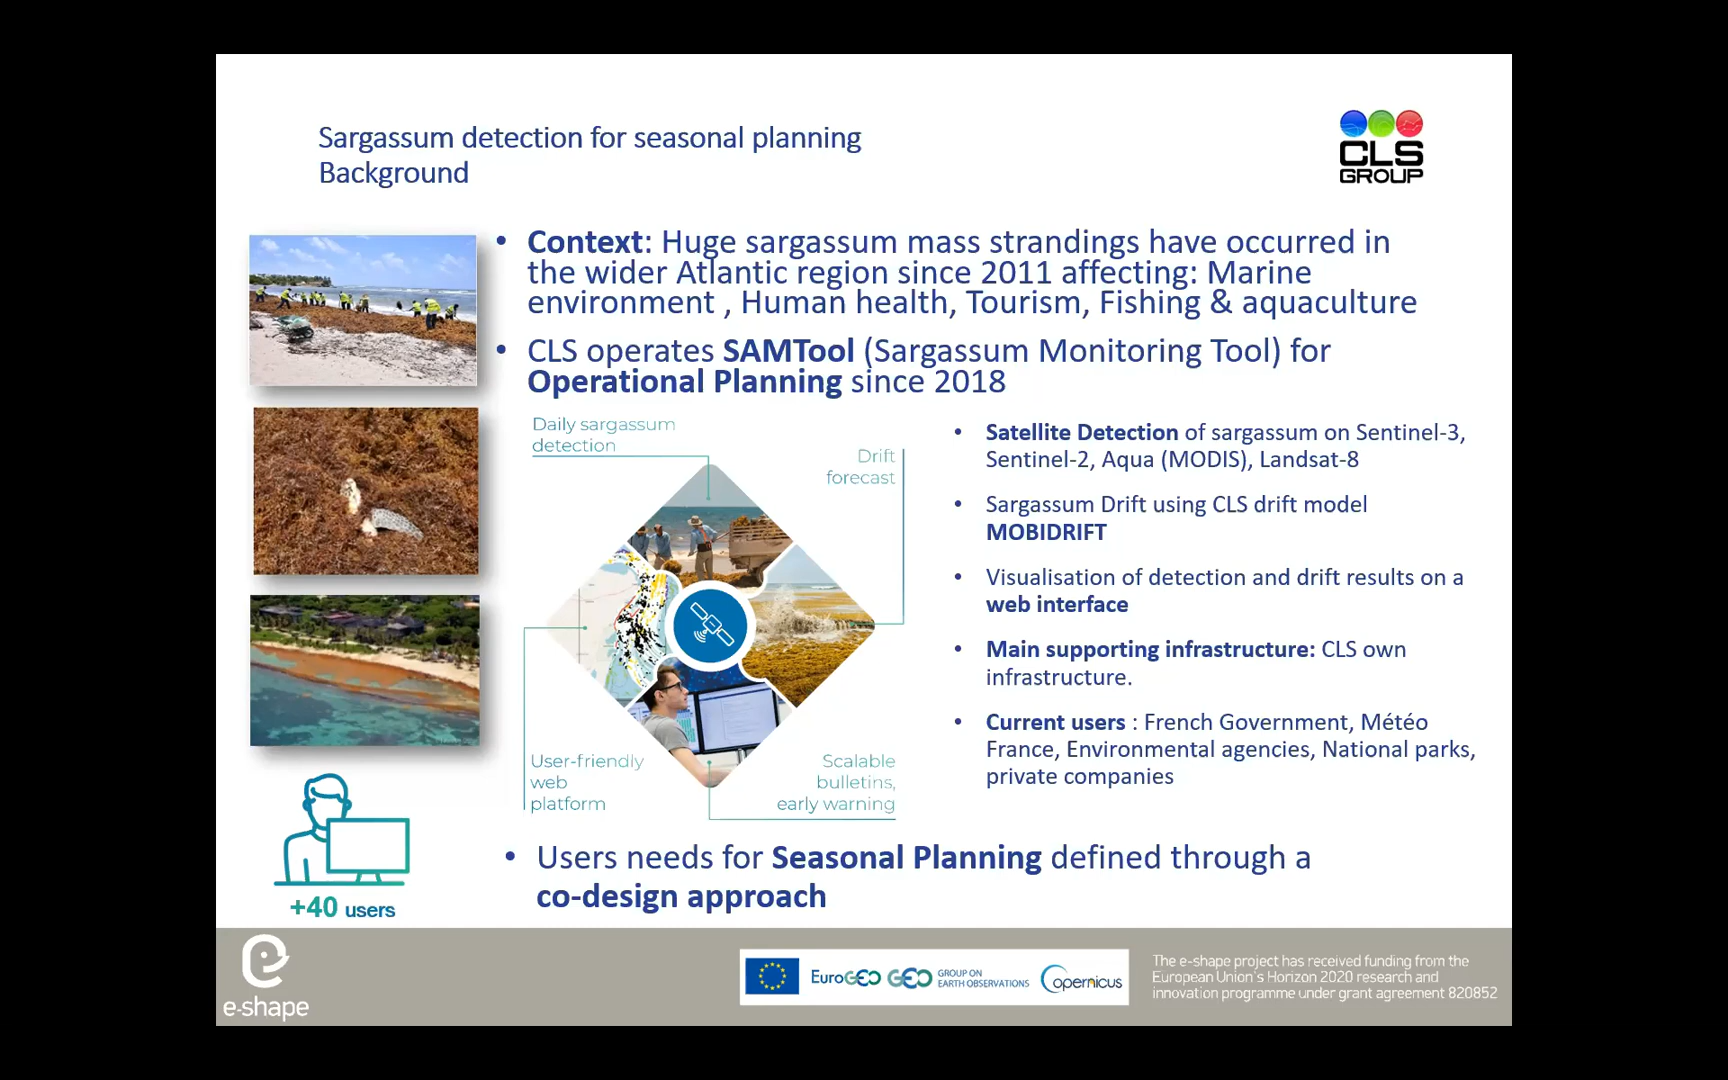 Sargassum detection for seasonal planning
Background
CLS
GROUP
• Context: Huge sargassum mass strandings have occurred in
the wider Atlantic region since 2011 affecting: Marine
environment , Human health, Tourism, Fishing & aquaculture
• CLS operates SAMTool (Sargassum Monitoring Tool) for
Operational Planning since 2018
Daily sargassum
detection
Drift
forecast
User-friendly
web
platform
Scalable
bulletins,
early warning
• Satellite Detection of sargassum on Sentinel-3,
Sentinel-2, Aqua (MODIS), Landsat-8
• Sargassum Drift using CLS drift model
MOBIDRIFT
• Visualisation of detection and drift results on a
web interface
• Main supporting infrastructure: CLS own
infrastructure.
• Current users : French Government, Météo
France, Environmental agencies, National parks,
private companies
+40 users
• Users needs for Seasonal Planning defined through a
co-design approach
e-shape
EuroGEO
GEO
GROUP ON
EARTH OBSERVATIONS
opernicus
The e-shape project has received funding from the
European Union's Horizon 2020 research and
innovation programme under grant agreement 820852